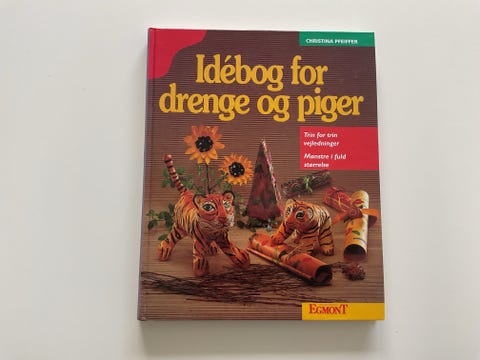 CHRISTINA PFEIFFER
Idébog for
drenge og piger
Trin for trin
vejledninger
Mønstre i fuld
størrelse
EGMONT